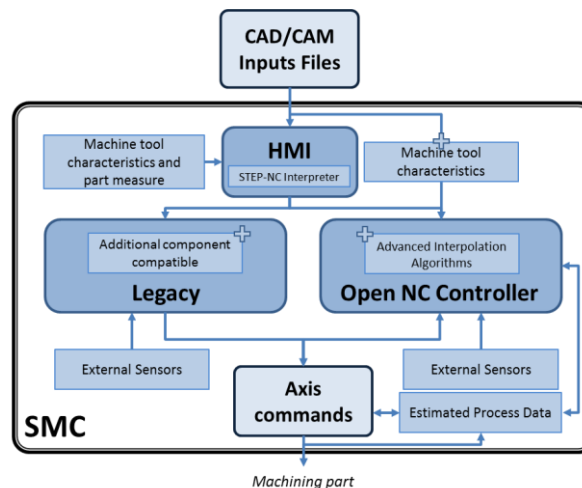 CAD/CAM
Inputs Files
Machine tool
characteristics and
part measure
HMI
STEP-NC Interpreter
Machine tool
characteristics
Additional component
compatible
Legacy
Advanced Interpolation
Algorithms
Open NC Controller
External Sensors
Axis
commands
External Sensors
Estimated Process Data
SMC
Machining part